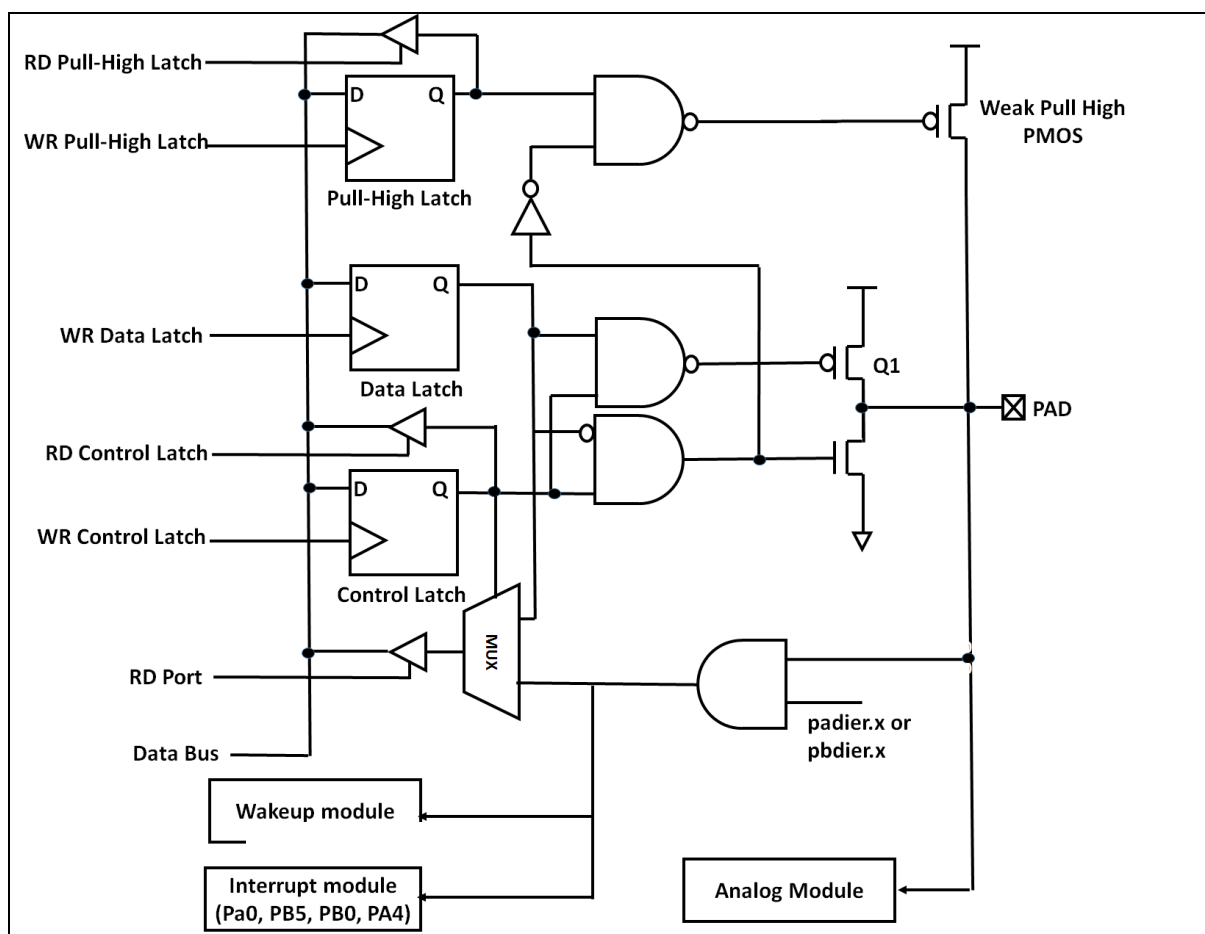 RD Pull-High Latch
D Q
WR Pull-High Latch
Pull-High Latch
Weak Pull High
PMOS
D Q
WR Data Latch
Data Latch
Q1
PAD
RD Control Latch
D Q
WR Control Latch
Control Latch
MUX
RD Port
padier.x or
pbdier.x
Data Bus
Wakeup module
Interrupt module
(Pa0, PB5, PB0, PA4)
Analog Module